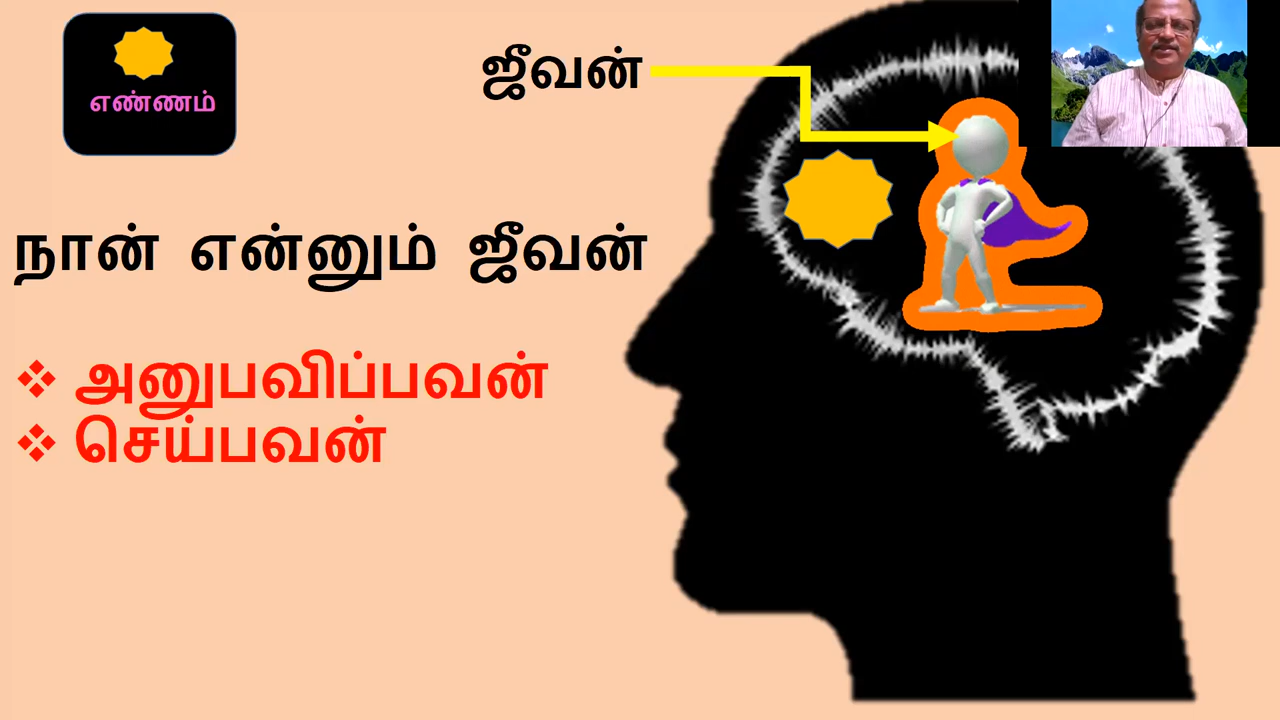 எண்ணம்
ஜீவன்
நான் என்னும் ஜீவன்
❖ அனுபவிப்பவன்
❖ செய்பவன்